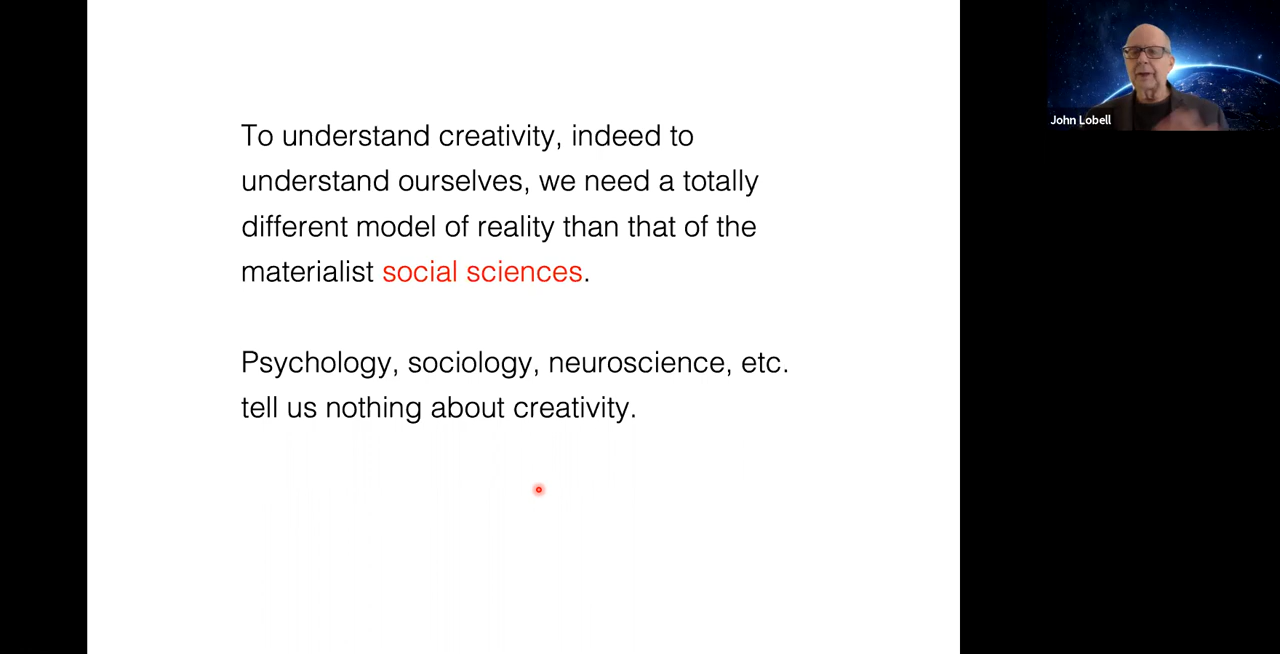 To understand creativity, indeed to
understand ourselves, we need a totally
different model of reality than that of the
materialist social sciences.
Psychology, sociology, neuroscience, etc.
tell us nothing about creativity.
John Lobell